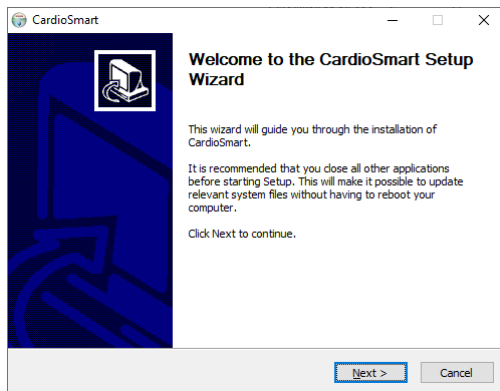 CardioSmart
Welcome to the CardioSmart Setup
Wizard
This wizard will guide you through the installation of
CardioSmart.
It is recommended that you close all other applications
before starting Setup. This will make it possible to update
relevant system files without having to reboot your
computer.
Click Next to continue.
Next >
Cancel